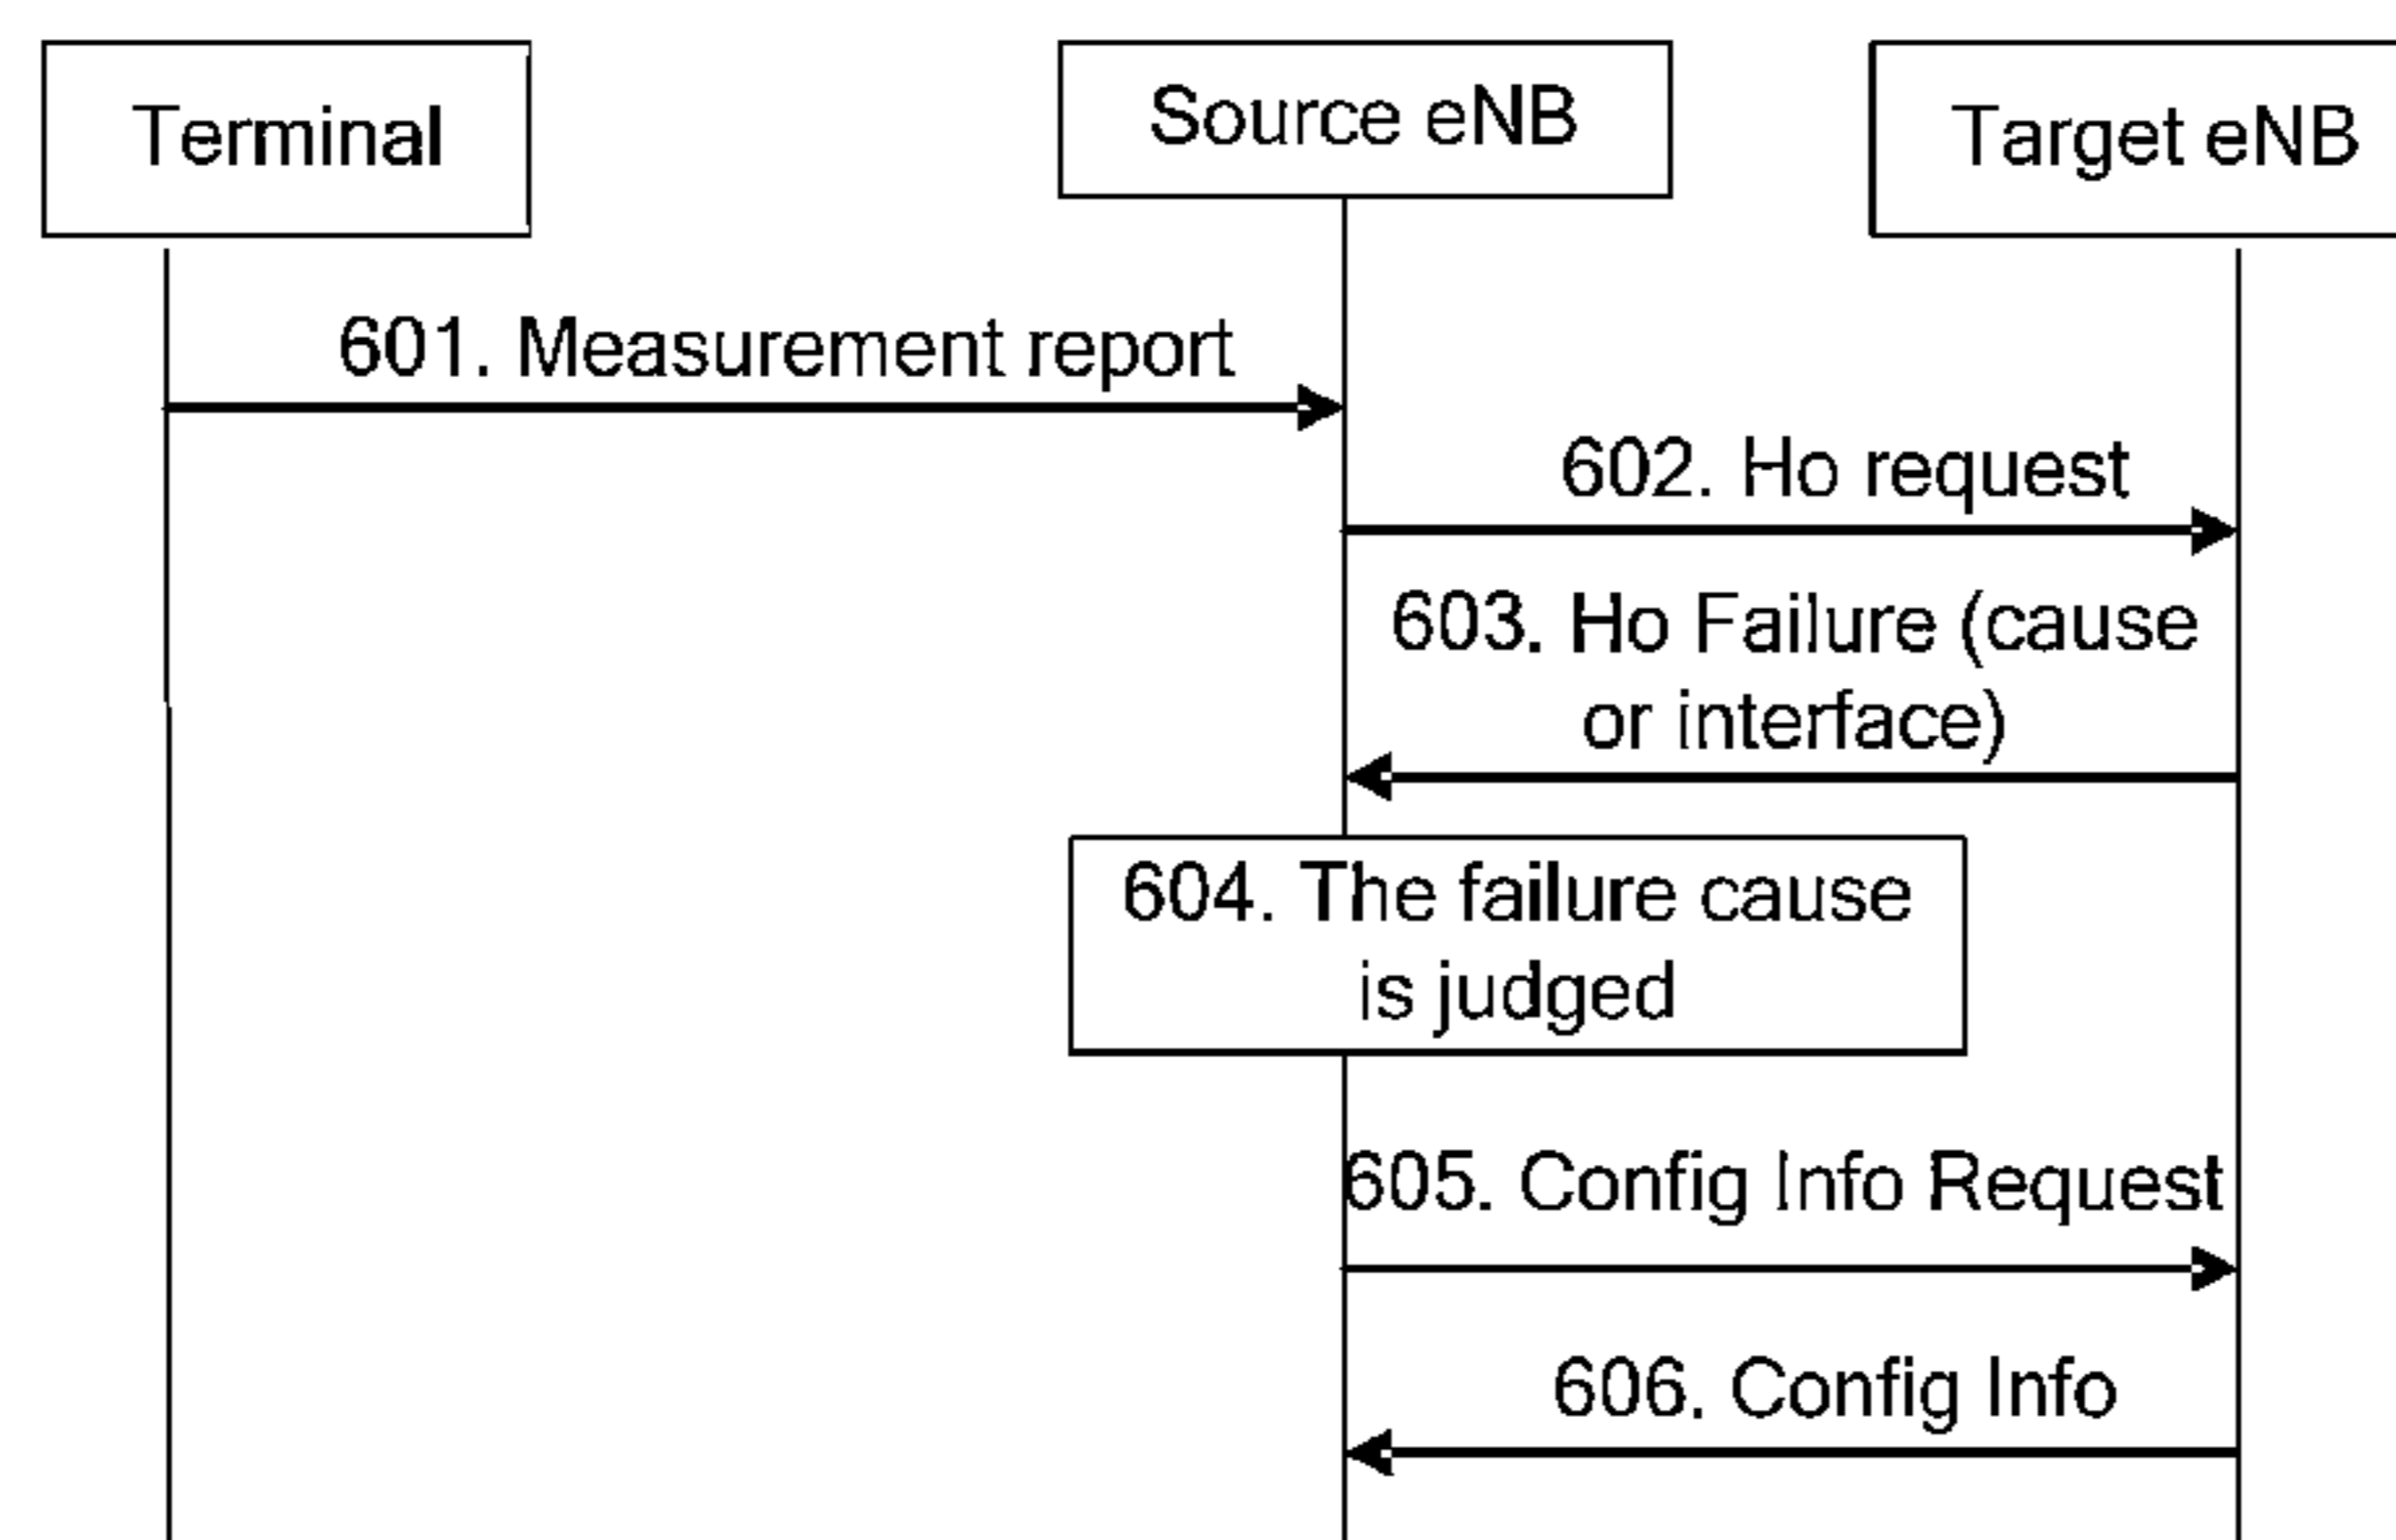 Terminal
Source eNB
Target eNB
601. Measurement report
602. Ho request
603. Ho Failure (cause
or interface)
604. The failure cause
is judged
605. Config Info Request
606. Config Info